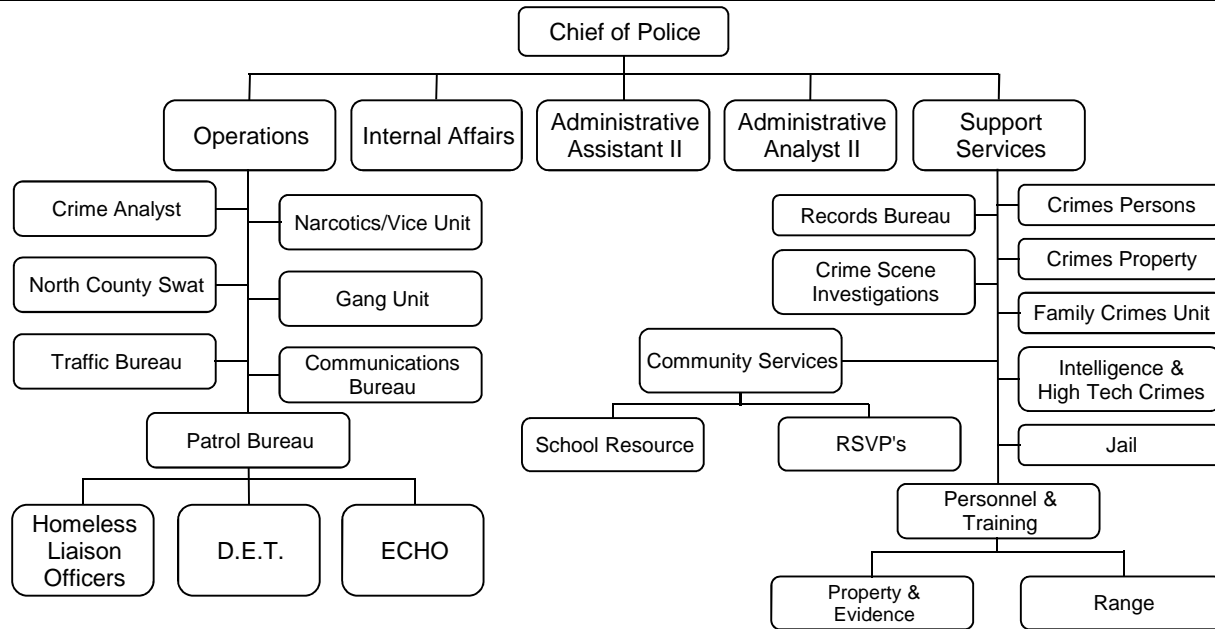 Chief of Police
Operations
Internal Affairs
Administrative
Assistant II
Administrative
Analyst II
Support
Services
Crime Analyst
Narcotics/Vice Unit
North County Swat
Gang Unit
Traffic Bureau
Communications
Bureau
Patrol Bureau
Homeless
Liaison
Officers
D.E.T.
ECHO
Records Bureau
Crimes Persons
Crime Scene
Investigations
Crimes Property
Family Crimes Unit
Community Services
Intelligence &
High Tech Crimes
School Resource
RSVP's
Jail
Personnel &
Training
Property &
Evidence
Range